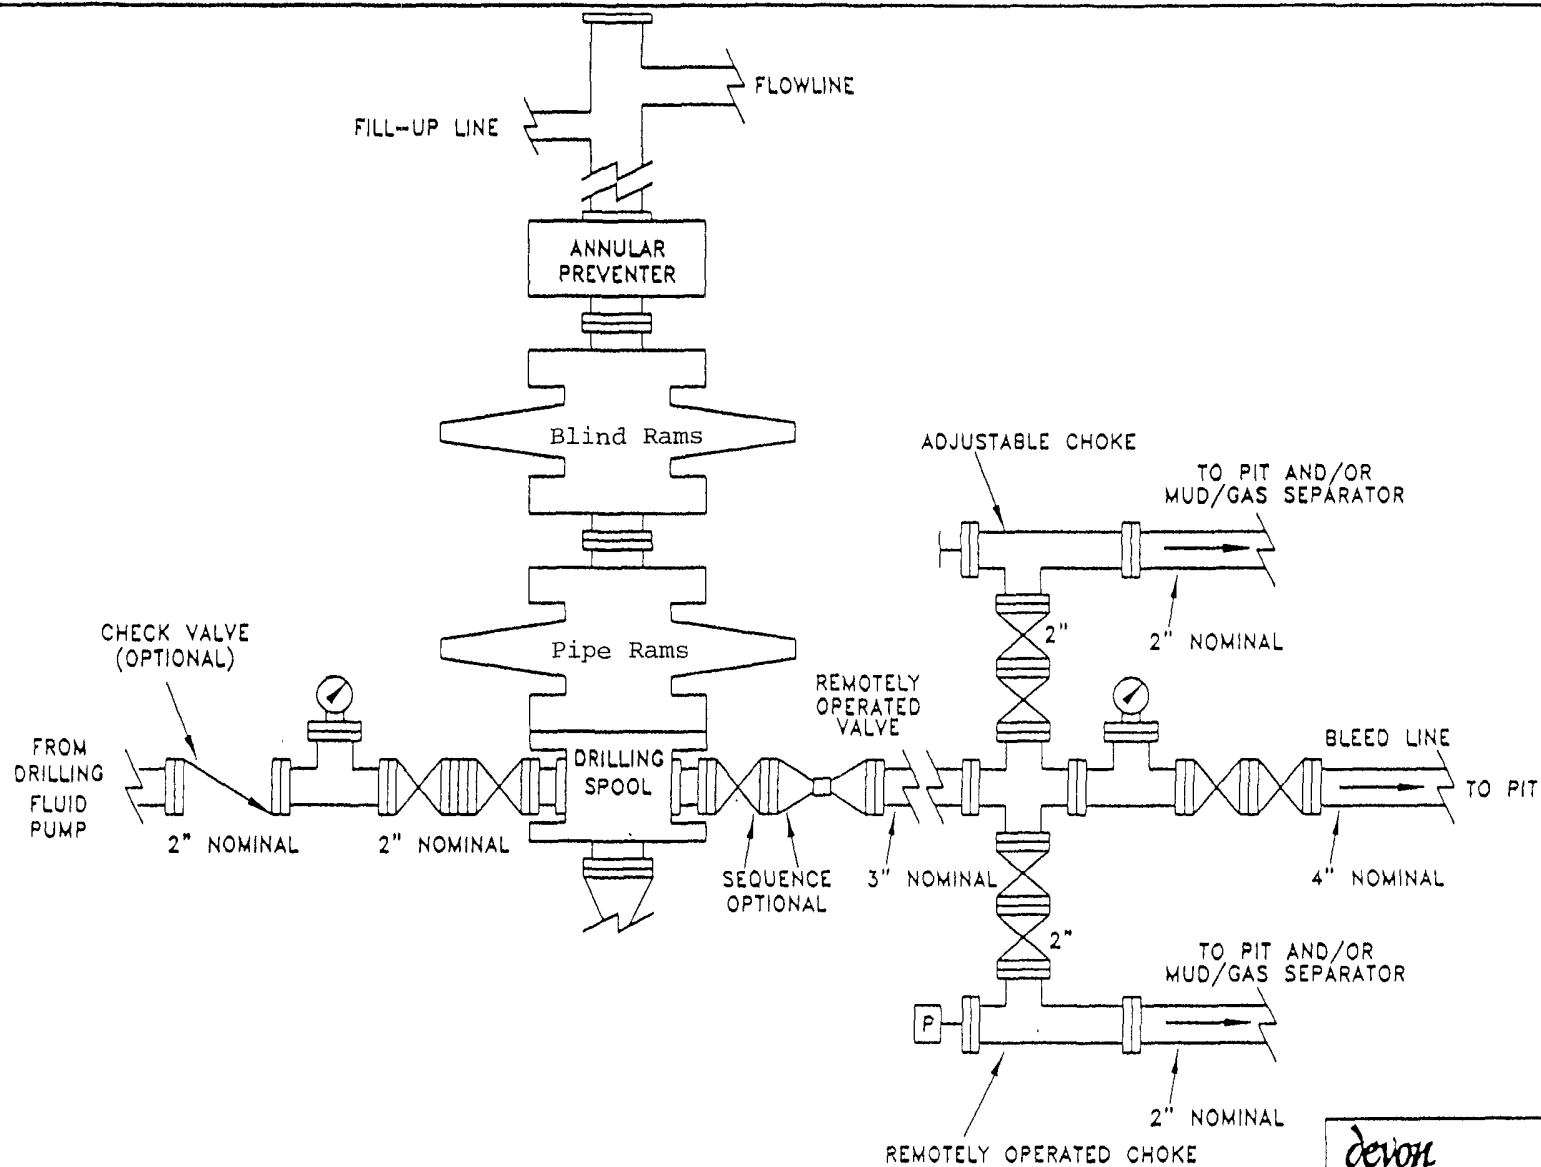 FLOWLINE
FILL-UP LINE
ANNULAR
PREVENTER
Blind Rams
ADJUSTABLE CHOKE
TO PIT AND/OR
MUD/GAS SEPARATOR
2"
2" NOMINAL
CHECK VALVE
(OPTIONAL)
Pipe Rams
REMOTELY
OPERATED
VALVE
FROM
DRILLING
FLUID
PUMP
DRILLING
SPOOL
BLEED LINE
TO PIT
2" NOMINAL
2" NOMINAL
SEQUENCE
OPTIONAL
3" NOMINAL
4" NOMINAL
2"
TO PIT AND/OR
MUD/GAS SEPARATOR
P
2" NOMINAL
REMOTELY OPERATED CHOKE
devon